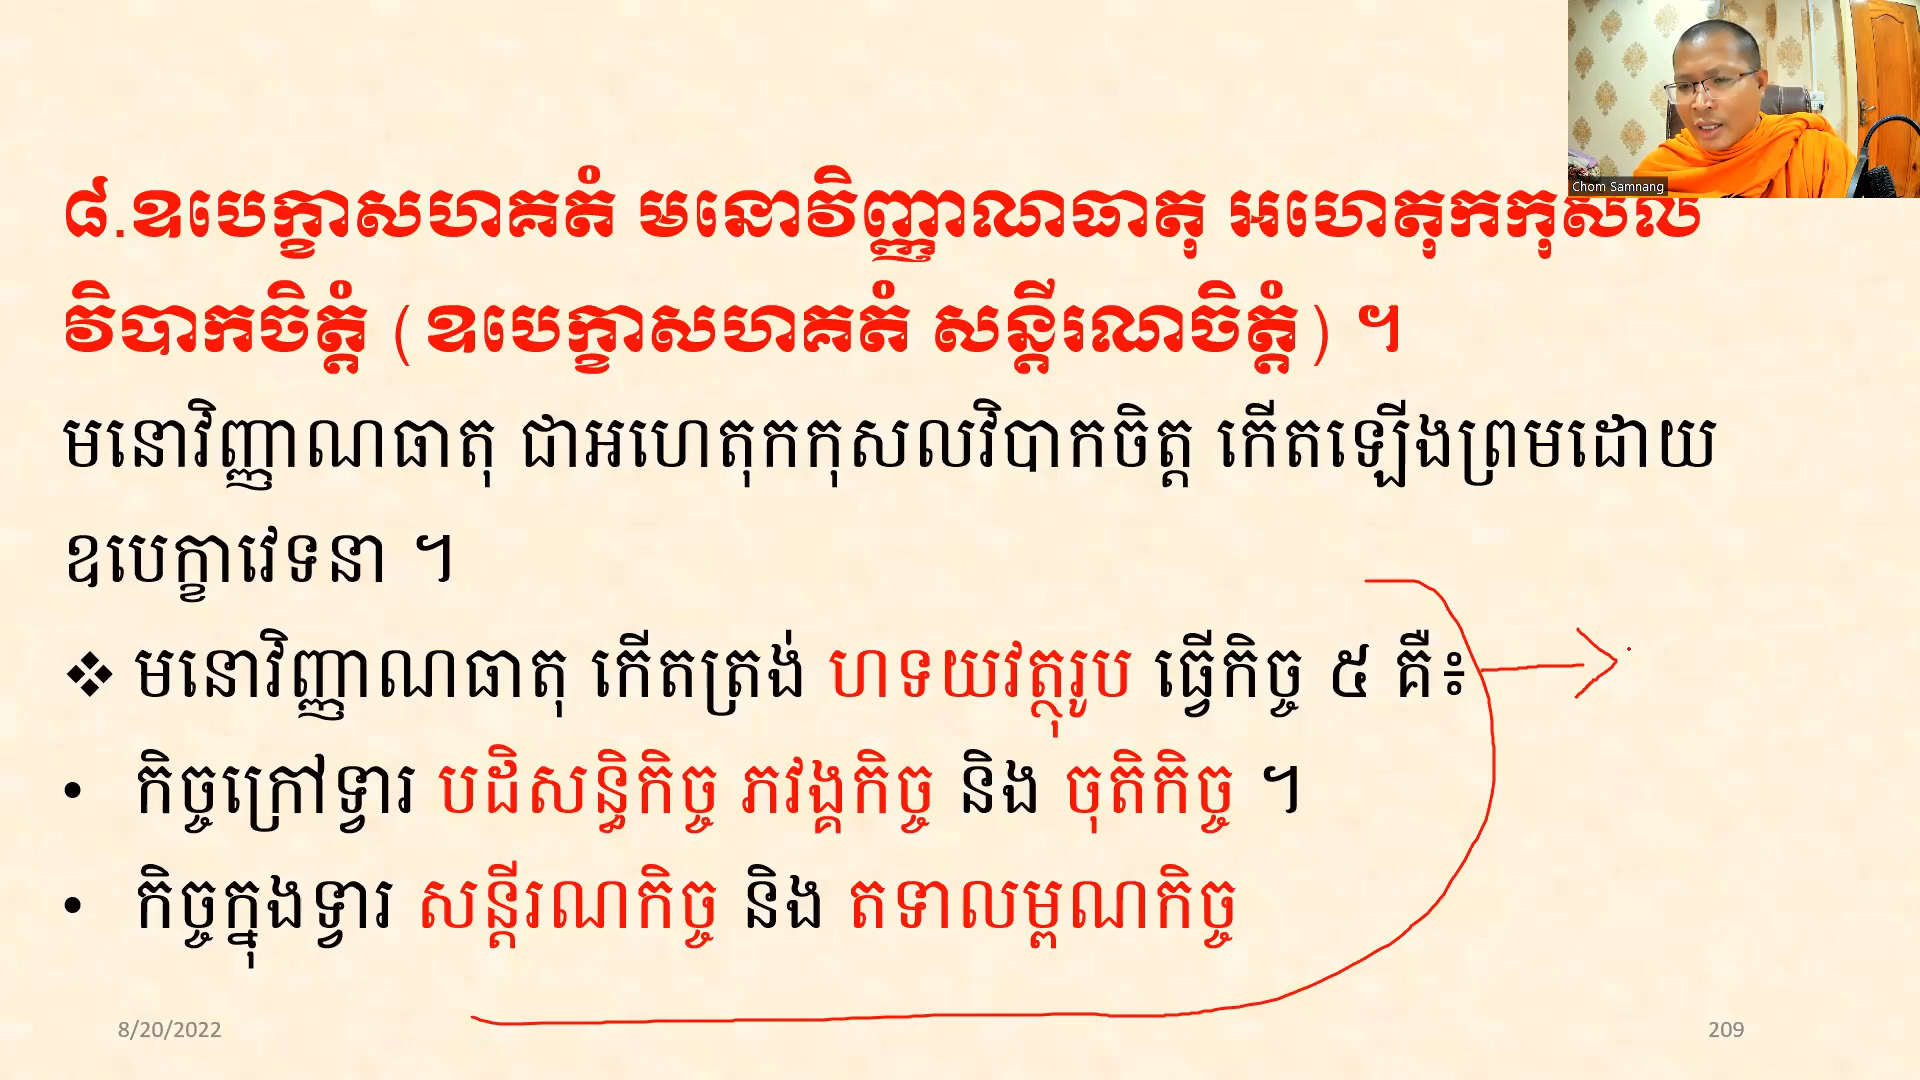 Chom Samnang
៨.ឧបេក្ខាសហគតំ មនោវិញ្ញាណធាតុ អហេតុកកុសល
វិបាកចិត្តំ (ឧបេក្ខាសហគតំ សន្តីរណចិត្តំ) ។
មនោវិញ្ញាណធាតុ ជាអហេតុកកុសលវិបាកចិត្ត កើតឡើងព្រមដោយ
ឧបេក្ខាវេទនា ។
❖ មនោវិញ្ញាណធាតុ កើតត្រង់ ហទយវត្ថុរូប ធ្វើកិច្ច ៥ គឺ៖
• កិច្ចក្រៅទ្វារ បដិសន្ធិកិច្ច ភវង្គកិច្ច និង ចុតិកិច្ច ។
• កិច្ចក្នុងទ្វារ សន្តីរណកិច្ច និង តទាលម្ពណកិច្ច
8/20/2022
209